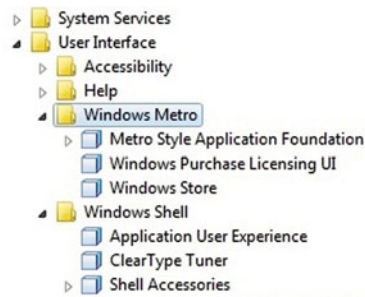 System Services
User Interface
Accessibility
Help
Windows Metro
Metro Style Application Foundation
Windows Purchase Licensing UI
Windows Store
Windows Shell
Application User Experience
ClearType Tuner
Shell Accessories